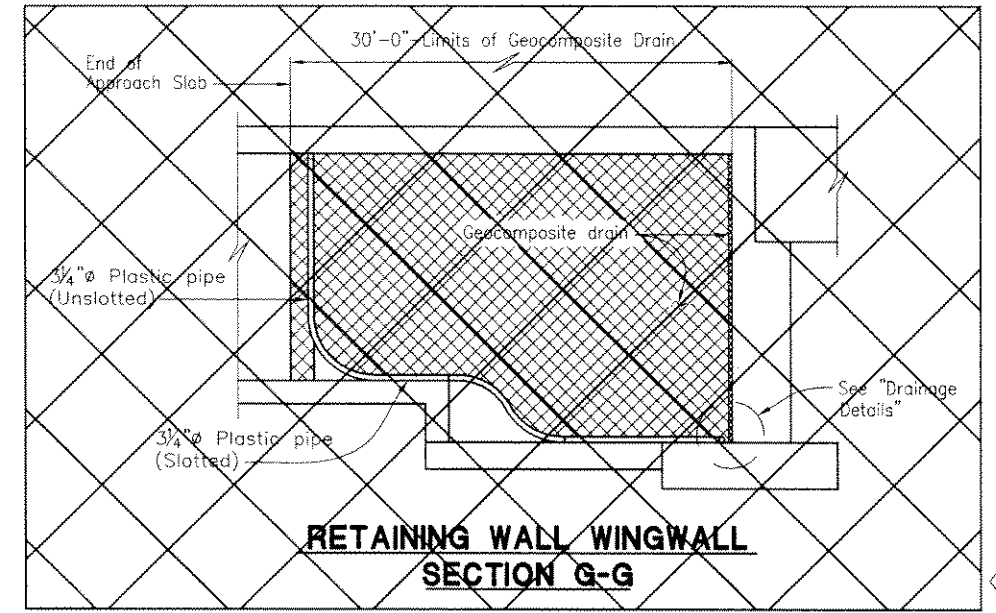 30'-0" Limits of Geocomposite Drain
End of
Approach Slab
Geocomposite drain
3¼"ø Plastic pipe
(Unslotted)
See "Drainage
Details"
3¼"ø Plastic pipe
(Slotted)
RETAINING WALL WINGWALL
SECTION G-G